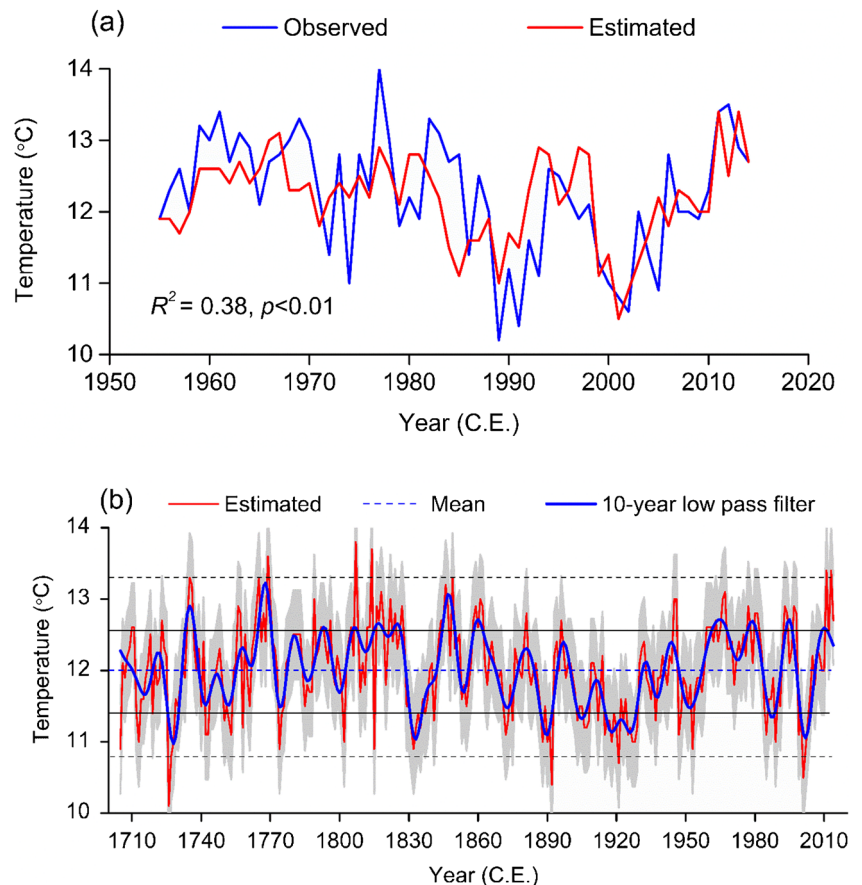 (a)
Observed Estimated
14
13
12
11
10
Temperature (°C)
R² = 0.38, p<0.01
1950 1960 1970 1980 1990 2000 2010 2020
Year (C.E.)
(b)
Estimated Mean 10-year low pass filter
14
13
12
11
10
Temperature (°C)
1710 1740 1770 1800 1830 1860 1890 1920 1950 1980 2010
Year (C.E.)